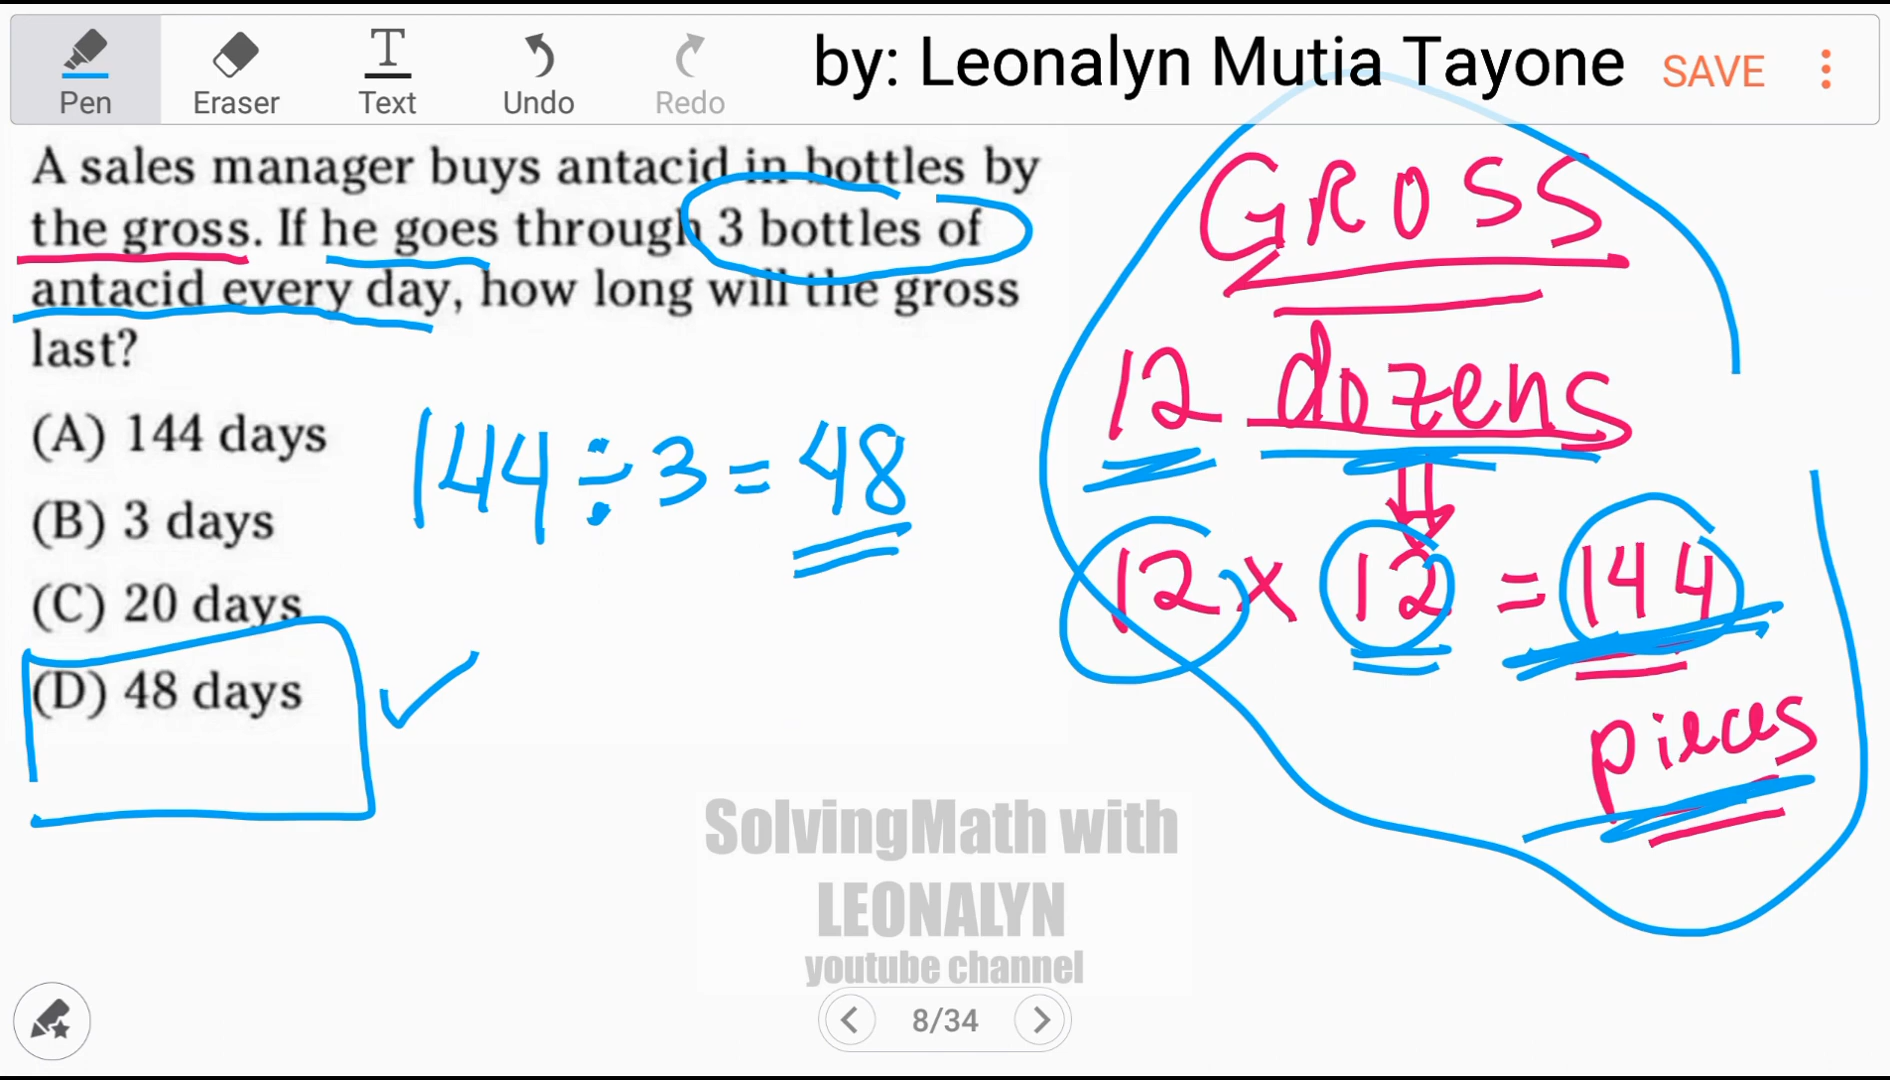 Pen
Eraser
Text
Undo
Redo
by: Leonalyn Mutia Tayone
SAVE
A sales manager buys antacid in bottles by
the gross. If he goes through 3 bottles of
antacid every day, how long will the gross
last?
(A) 144 days
(B) 3 days
(C) 20 days
(D) 48 days
144 ÷ 3 = 48
GROSS
12 dozens
12 x 12 = 144
pieces
SolvingMath with
LEONALYN
youtube channel
8/34